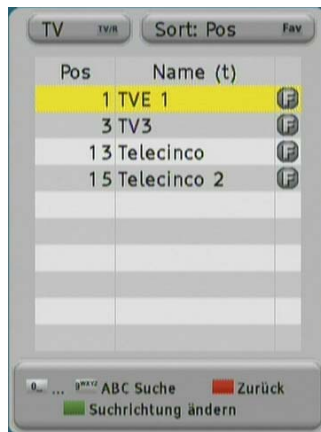 TV TV/R Sort: Pos Fav
Pos Name (t)
1 TVE 1 F
3 TV3 F
13 Telecinco F
15 Telecinco 2 F
0_ ... 9wxyz ABC Suche Zurück
Suchrichtung ändern